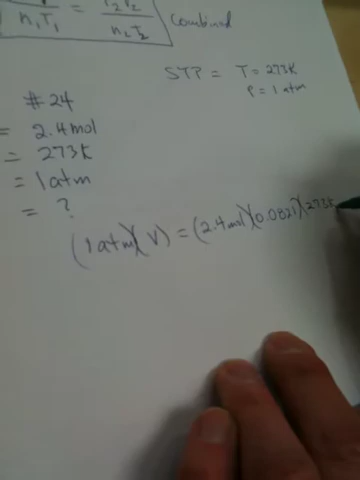 = P₂V₂
n₁T₁ n₂T₂ Combined
STP = T = 273K
P = 1 atm
#24
= 2.4 mol
= 273K
= 1 atm
= ?
(1 atm)(V) = (2.4 mol)(0.0821)(273K